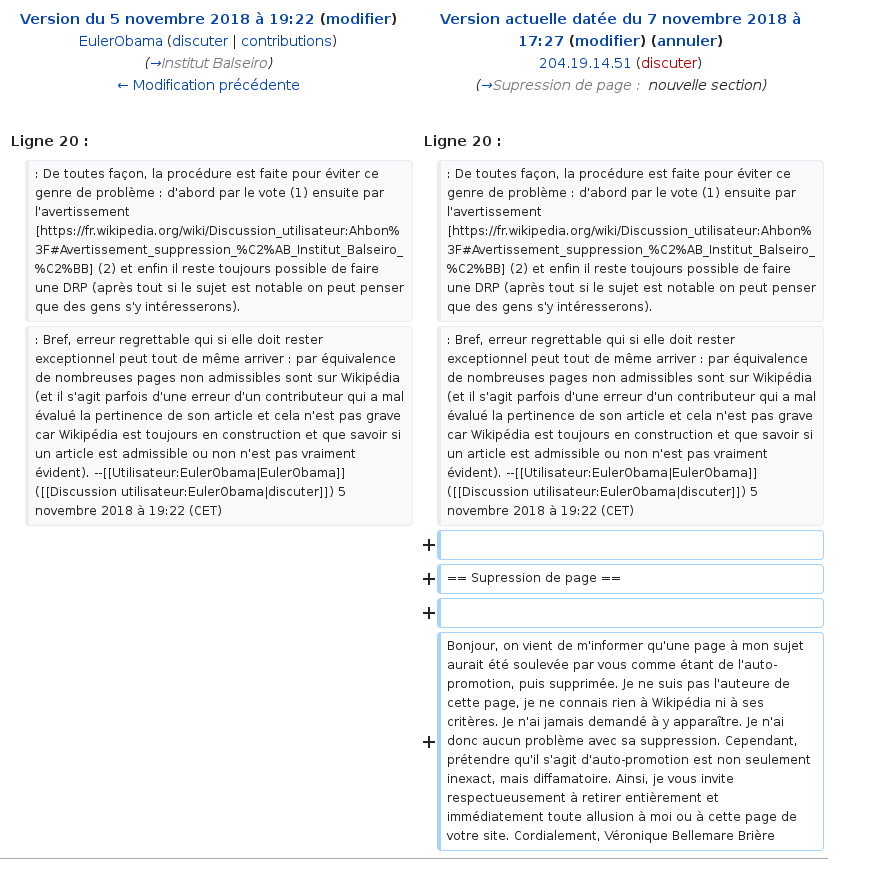 Version du 5 novembre 2018 à 19:22 (modifier)
EulerObama (discuter | contributions)
(→Institut Balseiro)
← Modification précédente
Version actuelle datée du 7 novembre 2018 à
17:27 (modifier) (annuler)
204.19.14.51 (discuter)
(→Supression de page : nouvelle section)
Ligne 20 :
Ligne 20 :
: De toutes façon, la procédure est faite pour éviter ce
genre de problème : d'abord par le vote (1) ensuite par
l'avertissement
[https://fr.wikipedia.org/wiki/Discussion_utilisateur:Ahbon%
3F#Avertissement_suppression_%C2%AB_Institut_Balseiro_
%C2%BB] (2) et enfin il reste toujours possible de faire
une DRP (après tout si le sujet est notable on peut penser
que des gens s'y intéresserons).
: De toutes façon, la procédure est faite pour éviter ce
genre de problème : d'abord par le vote (1) ensuite par
l'avertissement
[https://fr.wikipedia.org/wiki/Discussion_utilisateur:Ahbon%
3F#Avertissement_suppression_%C2%AB_Institut_Balseiro_
%C2%BB] (2) et enfin il reste toujours possible de faire
une DRP (après tout si le sujet est notable on peut penser
que des gens s'y intéresserons).
: Bref, erreur regrettable qui si elle doit rester
exceptionnel peut tout de même arriver : par équivalence
de nombreuses pages non admissibles sont sur Wikipédia
(et il s'agit parfois d'une erreur d'un contributeur qui a mal
évalué la pertinence de son article et cela n'est pas grave
car Wikipédia est toujours en construction et que savoir si
un article est admissible ou non n'est pas vraiment
évident). --[[Utilisateur:EulerObama|EulerObama]]
([[Discussion utilisateur:EulerObama|discuter]]) 5
novembre 2018 à 19:22 (CET)
: Bref, erreur regrettable qui si elle doit rester
exceptionnel peut tout de même arriver : par équivalence
de nombreuses pages non admissibles sont sur Wikipédia
(et il s'agit parfois d'une erreur d'un contributeur qui a mal
évalué la pertinence de son article et cela n'est pas grave
car Wikipédia est toujours en construction et que savoir si
un article est admissible ou non n'est pas vraiment
évident). --[[Utilisateur:EulerObama|EulerObama]]
([[Discussion utilisateur:EulerObama|discuter]]) 5
novembre 2018 à 19:22 (CET)
+
+ == Supression de page ==
+
+ Bonjour, on vient de m'informer qu'une page à mon sujet
aurait été soulevée par vous comme étant de l'auto-
promotion, puis supprimée. Je ne suis pas l'auteure de
cette page, je ne connais rien à Wikipédia ni à ses
critères. Je n'ai jamais demandé à y apparaître. Je n'ai
donc aucun problème avec sa suppression. Cependant,
prétendre qu'il s'agit d'auto-promotion est non seulement
inexact, mais diffamatoire. Ainsi, je vous invite
respectueusement à retirer entièrement et
immédiatement toute allusion à moi ou à cette page de
votre site. Cordialement, Véronique Bellemare Brière